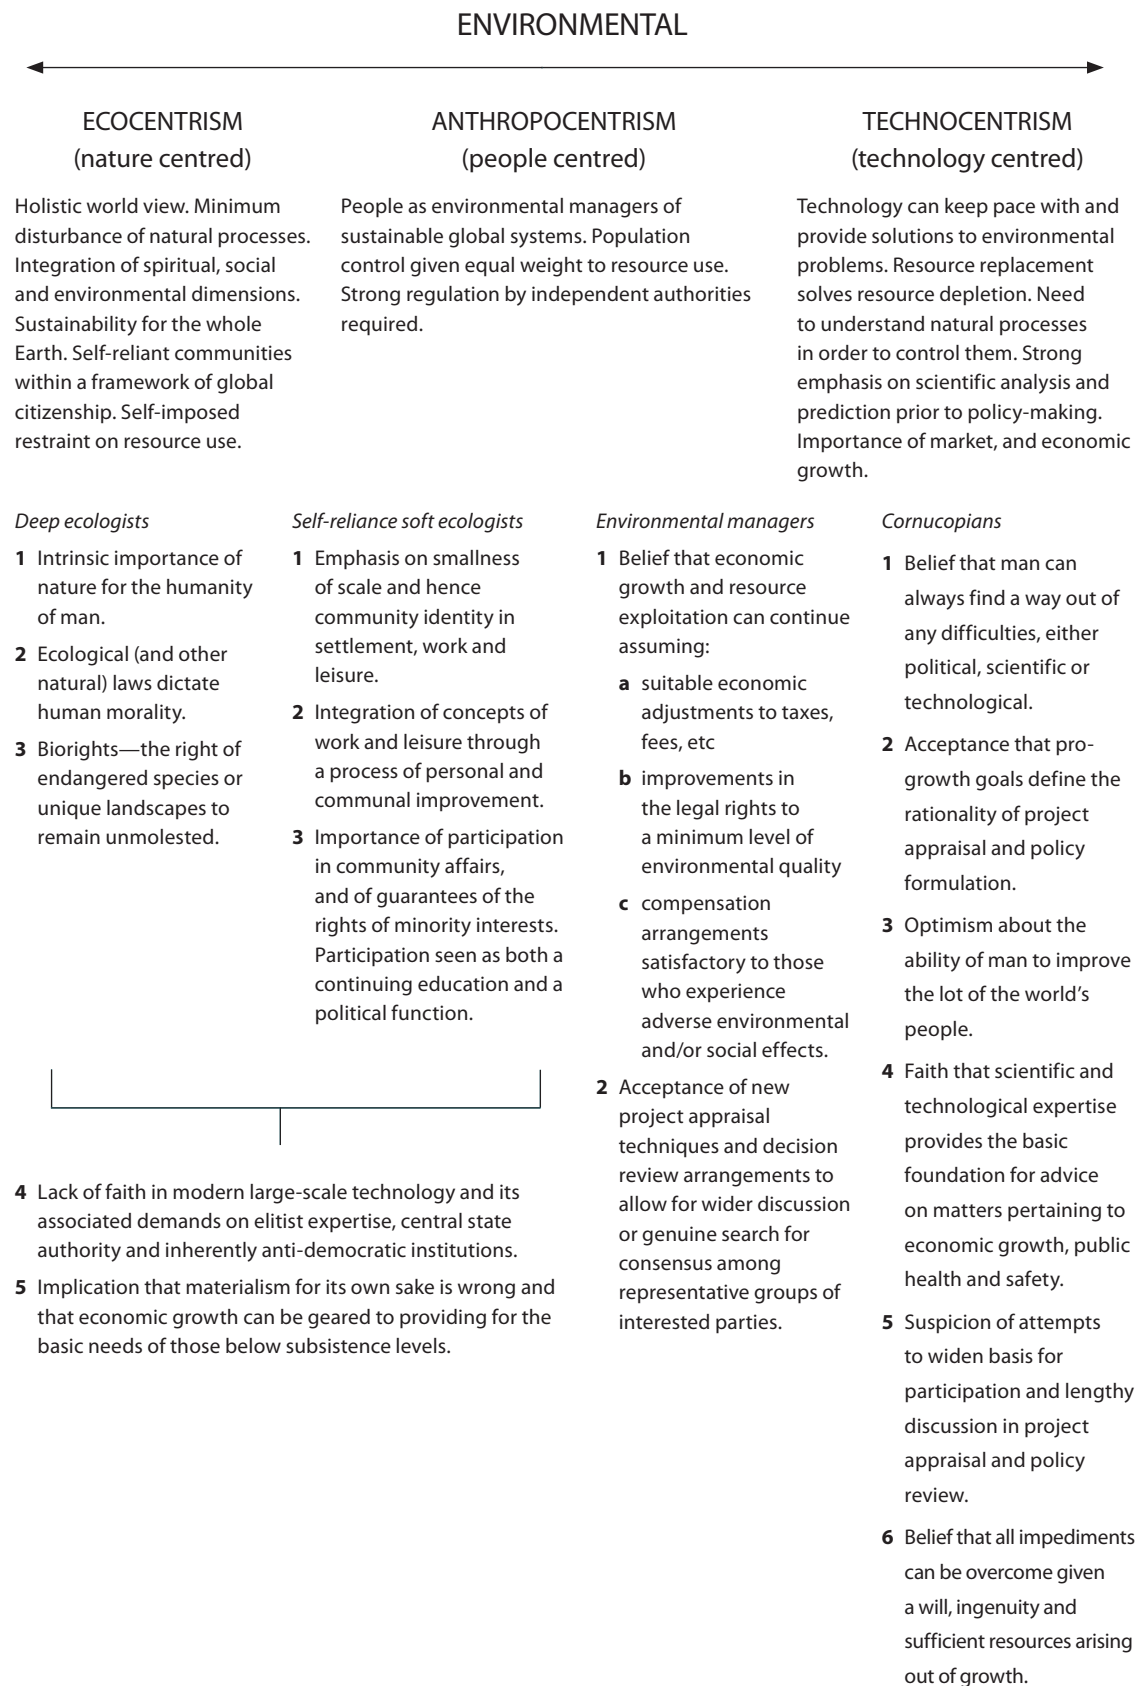 ENVIRONMENTAL
ECOCENTRISM
(nature centred)
Holistic world view. Minimum
disturbance of natural processes.
Integration of spiritual, social
and environmental dimensions.
Sustainability for the whole
Earth. Self-reliant communities
within a framework of global
citizenship. Self-imposed
restraint on resource use.
ANTHROPOCENTRISM
(people centred)
People as environmental managers of
sustainable global systems. Population
control given equal weight to resource use.
Strong regulation by independent authorities
required.
TECHNOCENTRISM
(technology centred)
Technology can keep pace with and
provide solutions to environmental
problems. Resource replacement
solves resource depletion. Need
to understand natural processes
in order to control them. Strong
emphasis on scientific analysis and
prediction prior to policy-making.
Importance of market, and economic
growth.
Deep ecologists
1 Intrinsic importance of
nature for the humanity
of man.
2 Ecological (and other
natural) laws dictate
human morality.
3 Biorights—the right of
endangered species or
unique landscapes to
remain unmolested.
Self-reliance soft ecologists
1 Emphasis on smallness
of scale and hence
community identity in
settlement, work and
leisure.
2 Integration of concepts of
work and leisure through
a process of personal and
communal improvement.
3 Importance of participation
in community affairs,
and of guarantees of the
rights of minority interests.
Participation seen as both a
continuing education and a
political function.
4 Lack of faith in modern large-scale technology and its
associated demands on elitist expertise, central state
authority and inherently anti-democratic institutions.
5 Implication that materialism for its own sake is wrong and
that economic growth can be geared to providing for the
basic needs of those below subsistence levels.
Environmental managers
1 Belief that economic
growth and resource
exploitation can continue
assuming:
a suitable economic
adjustments to taxes,
fees, etc
b improvements in
the legal rights to
a minimum level of
environmental quality
c compensation
arrangements
satisfactory to those
who experience
adverse environmental
and/or social effects.
2 Acceptance of new
project appraisal
techniques and decision
review arrangements to
allow for wider discussion
or genuine search for
consensus among
representative groups of
interested parties.
Cornucopians
1 Belief that man can
always find a way out of
any difficulties, either
political, scientific or
technological.
2 Acceptance that pro-
growth goals define the
rationality of project
appraisal and policy
formulation.
3 Optimism about the
ability of man to improve
the lot of the world's
people.
4 Faith that scientific and
technological expertise
provides the basic
foundation for advice
on matters pertaining to
economic growth, public
health and safety.
5 Suspicion of attempts
to widen basis for
participation and lengthy
discussion in project
appraisal and policy
review.
6 Belief that all impediments
can be overcome given
a will, ingenuity and
sufficient resources arising
out of growth.